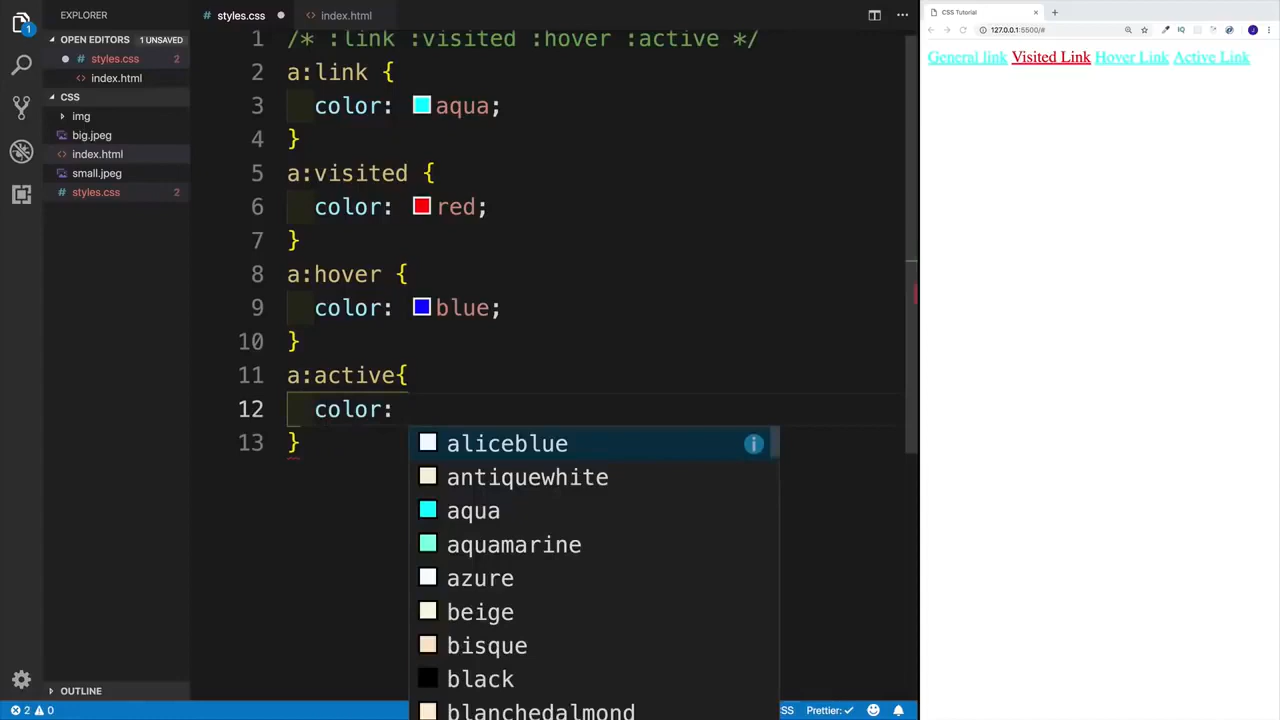 EXPLORER
OPEN EDITORS 1 UNSAVED
# styles.css 2
<> index.html
CSS
img
big.jpeg
<> index.html
small.jpeg
# styles.css 2
OUTLINE
1
# styles.css
<> index.html
1 /* :link :visited :hover :active */
2 a:link {
3 color: aqua;
4 }
5 a:visited {
6 color: red;
7 }
8 a:hover {
9 color: blue;
10 }
11 a:active{
12 color:
13 }
aliceblue
antiquewhite
aqua
aquamarine
azure
beige
bisque
black
blanchedalmond
2 0
SS Prettier: ✓
CSS Tutorial
127.0.0.1:5500/#
General link Visited Link Hover Link Active Link